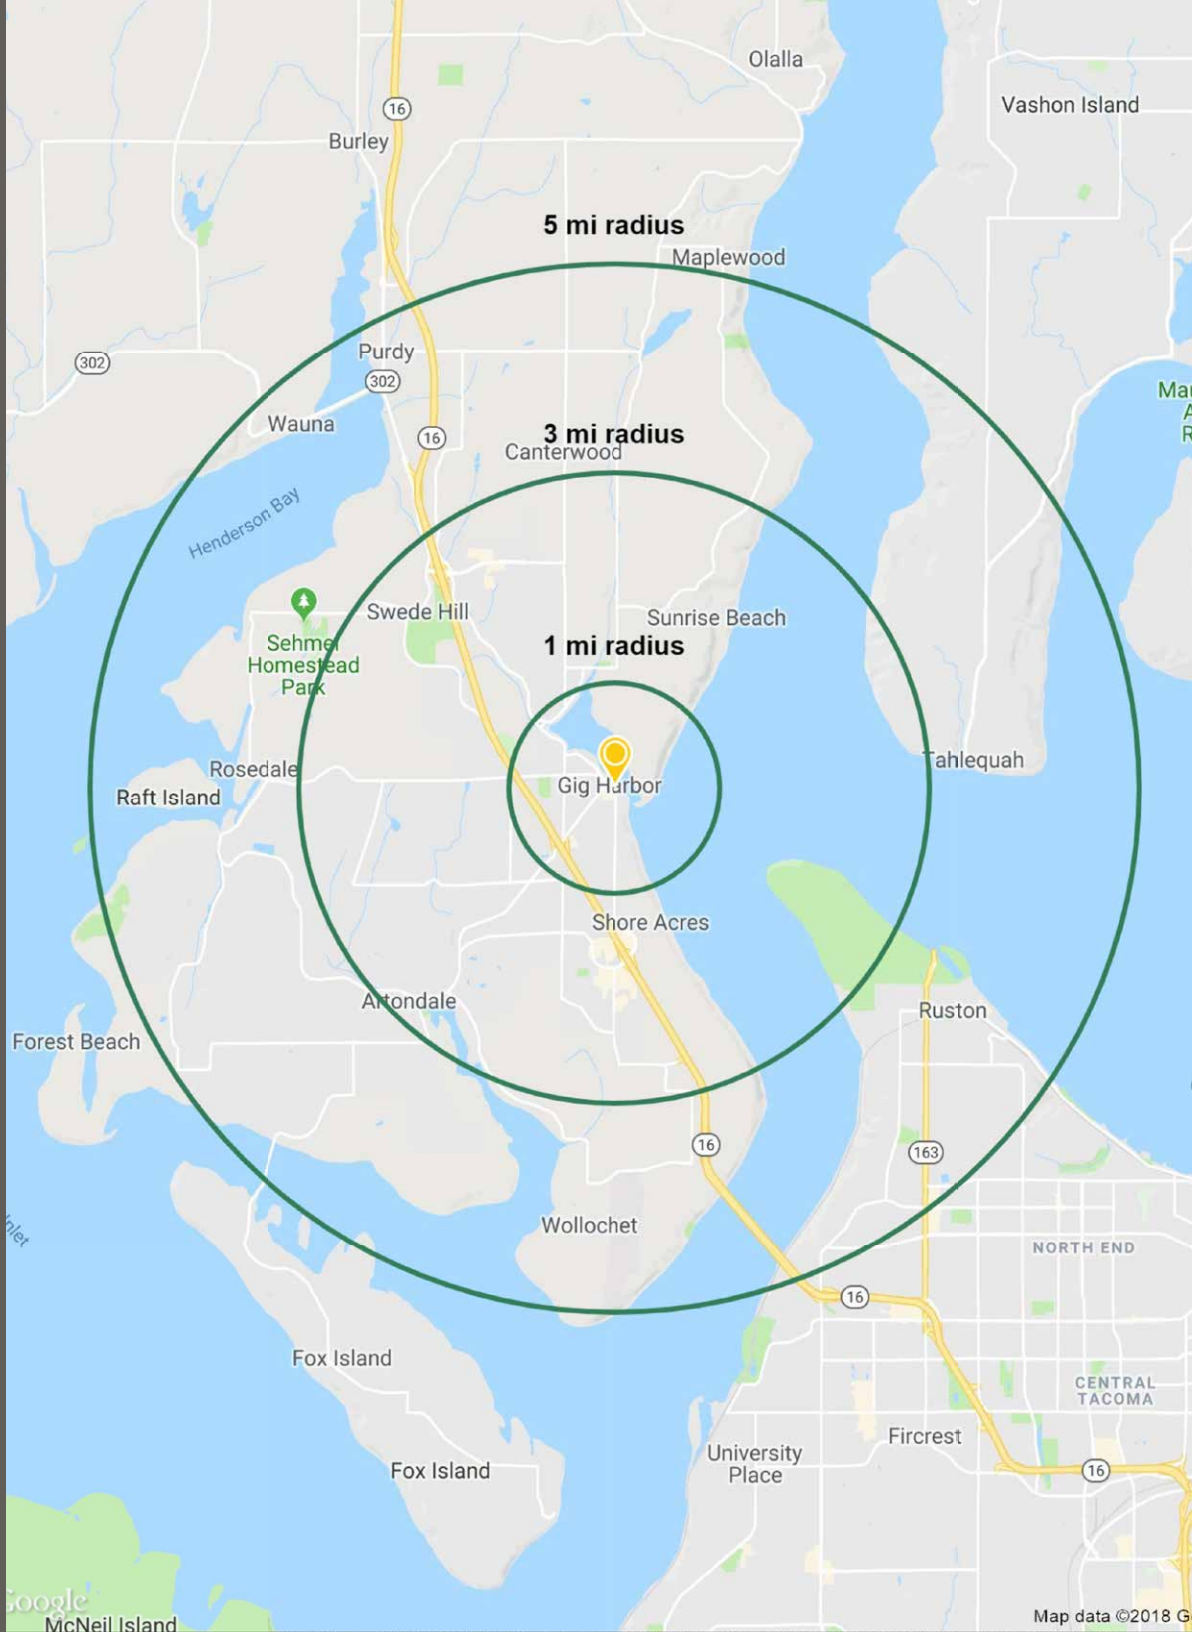 Olalla
Vashon Island
16
Burley
5 mi radius
Maplewood
302
Purdy
302
Wauna
16
3 mi radius
Canterwood
Henderson Bay
Swede Hill
Sunrise Beach
Sehmel
Homestead
Park
1 mi radius
Rosedale
Raft Island
Gig Harbor
Tahlequah
Shore Acres
Artondale
Ruston
Forest Beach
16
163
Wollochet
NORTH END
16
Fox Island
CENTRAL
TACOMA
Fircrest
University
Place
Fox Island
16
Google
McNeil Island
Map data ©2018 G